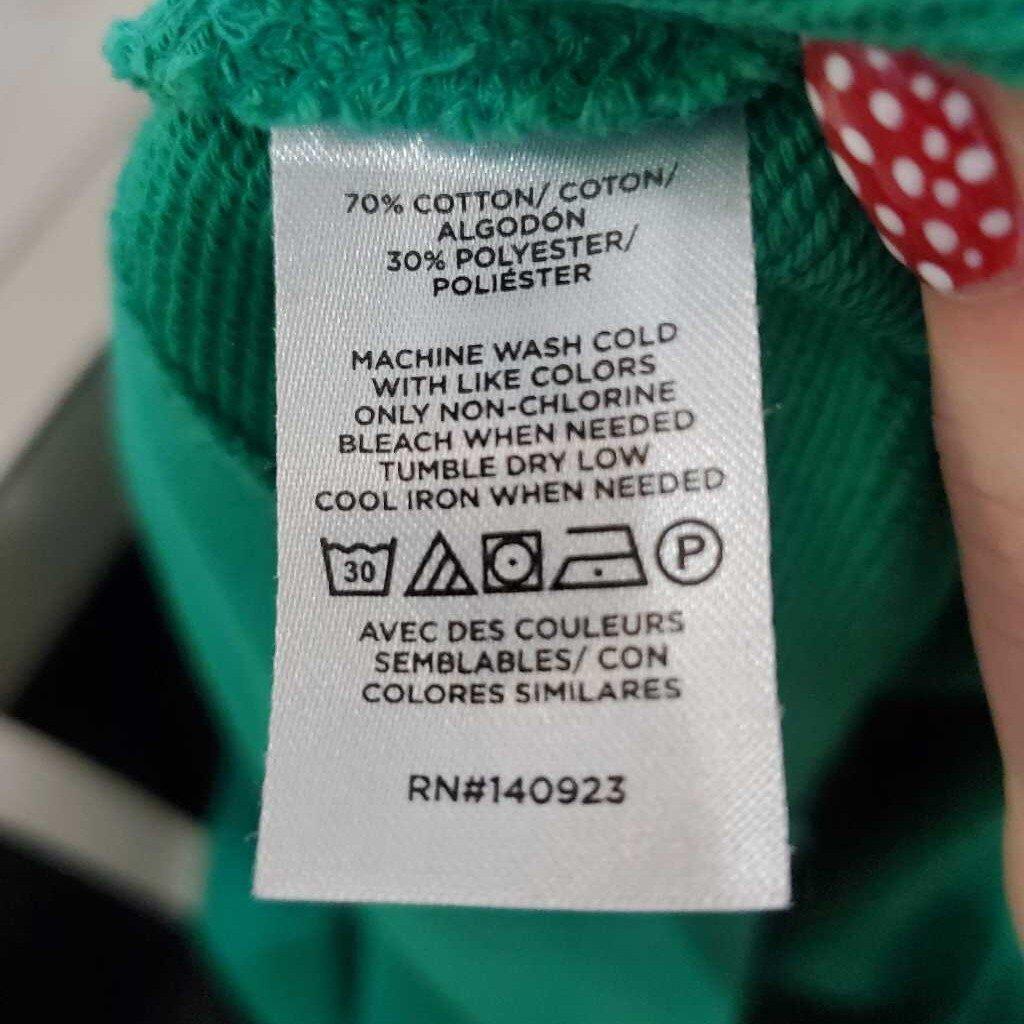 70% COTTON/ COTON/
ALGODÓN
30% POLYESTER/
POLIÉSTER
MACHINE WASH COLD
WITH LIKE COLORS
ONLY NON-CHLORINE
BLEACH WHEN NEEDED
TUMBLE DRY LOW
COOL IRON WHEN NEEDED
30 P
AVEC DES COULEURS
SEMBLABLES/ CON
COLORES SIMILARES
RN#140923